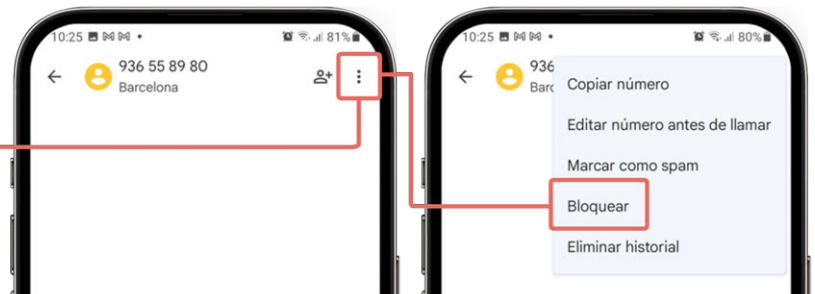 10:25
81%
936 55 89 80
Barcelona
10:25
80%
936
Barc
Copiar número
Editar número antes de llamar
Marcar como spam
Bloquear
Eliminar historial